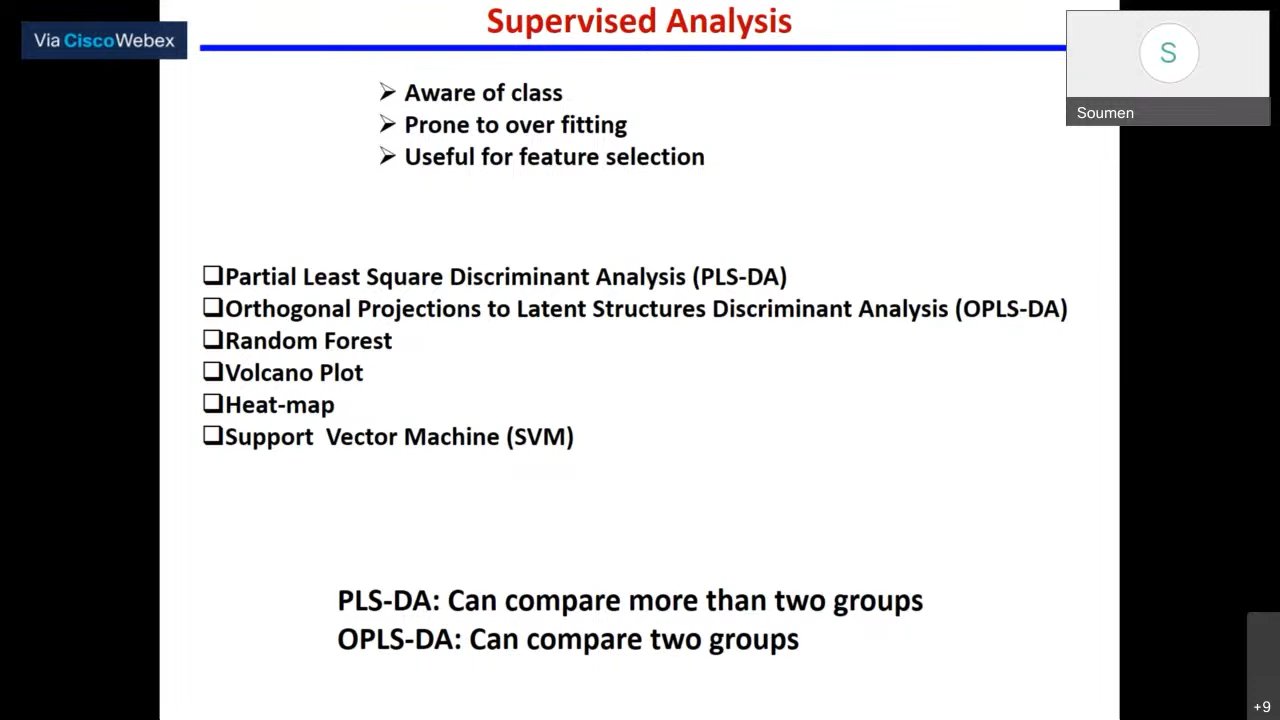 Supervised Analysis
Via CiscoWebex
S
Soumen
➢ Aware of class
➢ Prone to over fitting
➢ Useful for feature selection
❑Partial Least Square Discriminant Analysis (PLS-DA)
❑Orthogonal Projections to Latent Structures Discriminant Analysis (OPLS-DA)
❑Random Forest
❑Volcano Plot
❑Heat-map
❑Support Vector Machine (SVM)
PLS-DA: Can compare more than two groups
OPLS-DA: Can compare two groups
+9